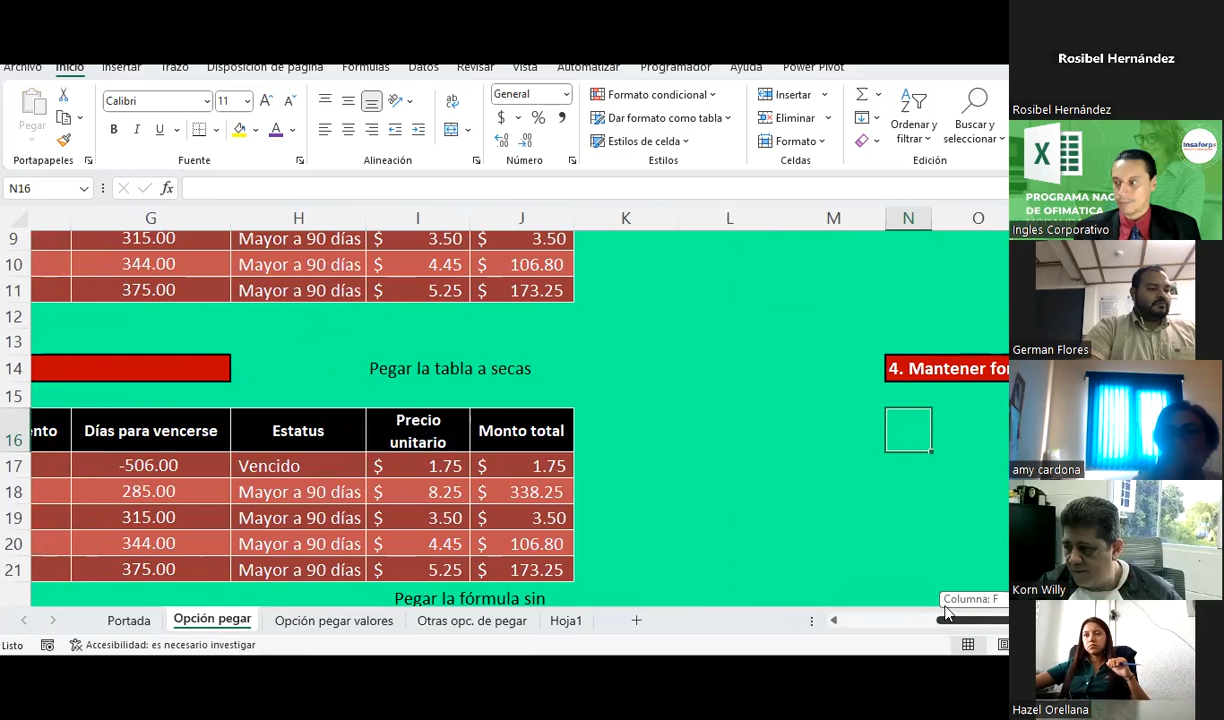 Rosibel Hernández
Archivo Inicio Insertar Trazo Disposición de página Fórmulas Datos Revisar Vista Automatizar Programador Ayuda Power Pivot
Pegar
Calibri 11
N K S
General
$ % ,
Formato condicional
Dar formato como tabla
Estilos de celda
Insertar
Eliminar
Formato
Ordenar y
filtrar
Buscar y
seleccionar
Portapapeles Fuente Alineación Número Estilos Celdas Edición
N16 fx
G H I J K L M N O
9 315.00 Mayor a 90 días $ 3.50 $ 3.50
10 344.00 Mayor a 90 días $ 4.45 $ 106.80
11 375.00 Mayor a 90 días $ 5.25 $ 173.25
12
13
14 Pegar la tabla a secas 4. Mantener for
15
16 ento Días para vencerse Estatus Precio unitario Monto total
17 -506.00 Vencido $ 1.75 $ 1.75
18 285.00 Mayor a 90 días $ 8.25 $ 338.25
19 315.00 Mayor a 90 días $ 3.50 $ 3.50
20 344.00 Mayor a 90 días $ 4.45 $ 106.80
21 375.00 Mayor a 90 días $ 5.25 $ 173.25
Pegar la fórmula sin
Columna: F
Portada Opción pegar Opción pegar valores Otras opc. de pegar Hoja1
Listo Accesibilidad: es necesario investigar
Rosibel Hernández
X
insaforp
PROGRAMA NAC
DE OFIMATICA
Ingles Corporativo
German Flores
amy cardona
Korn Willy
Hazel Orellana